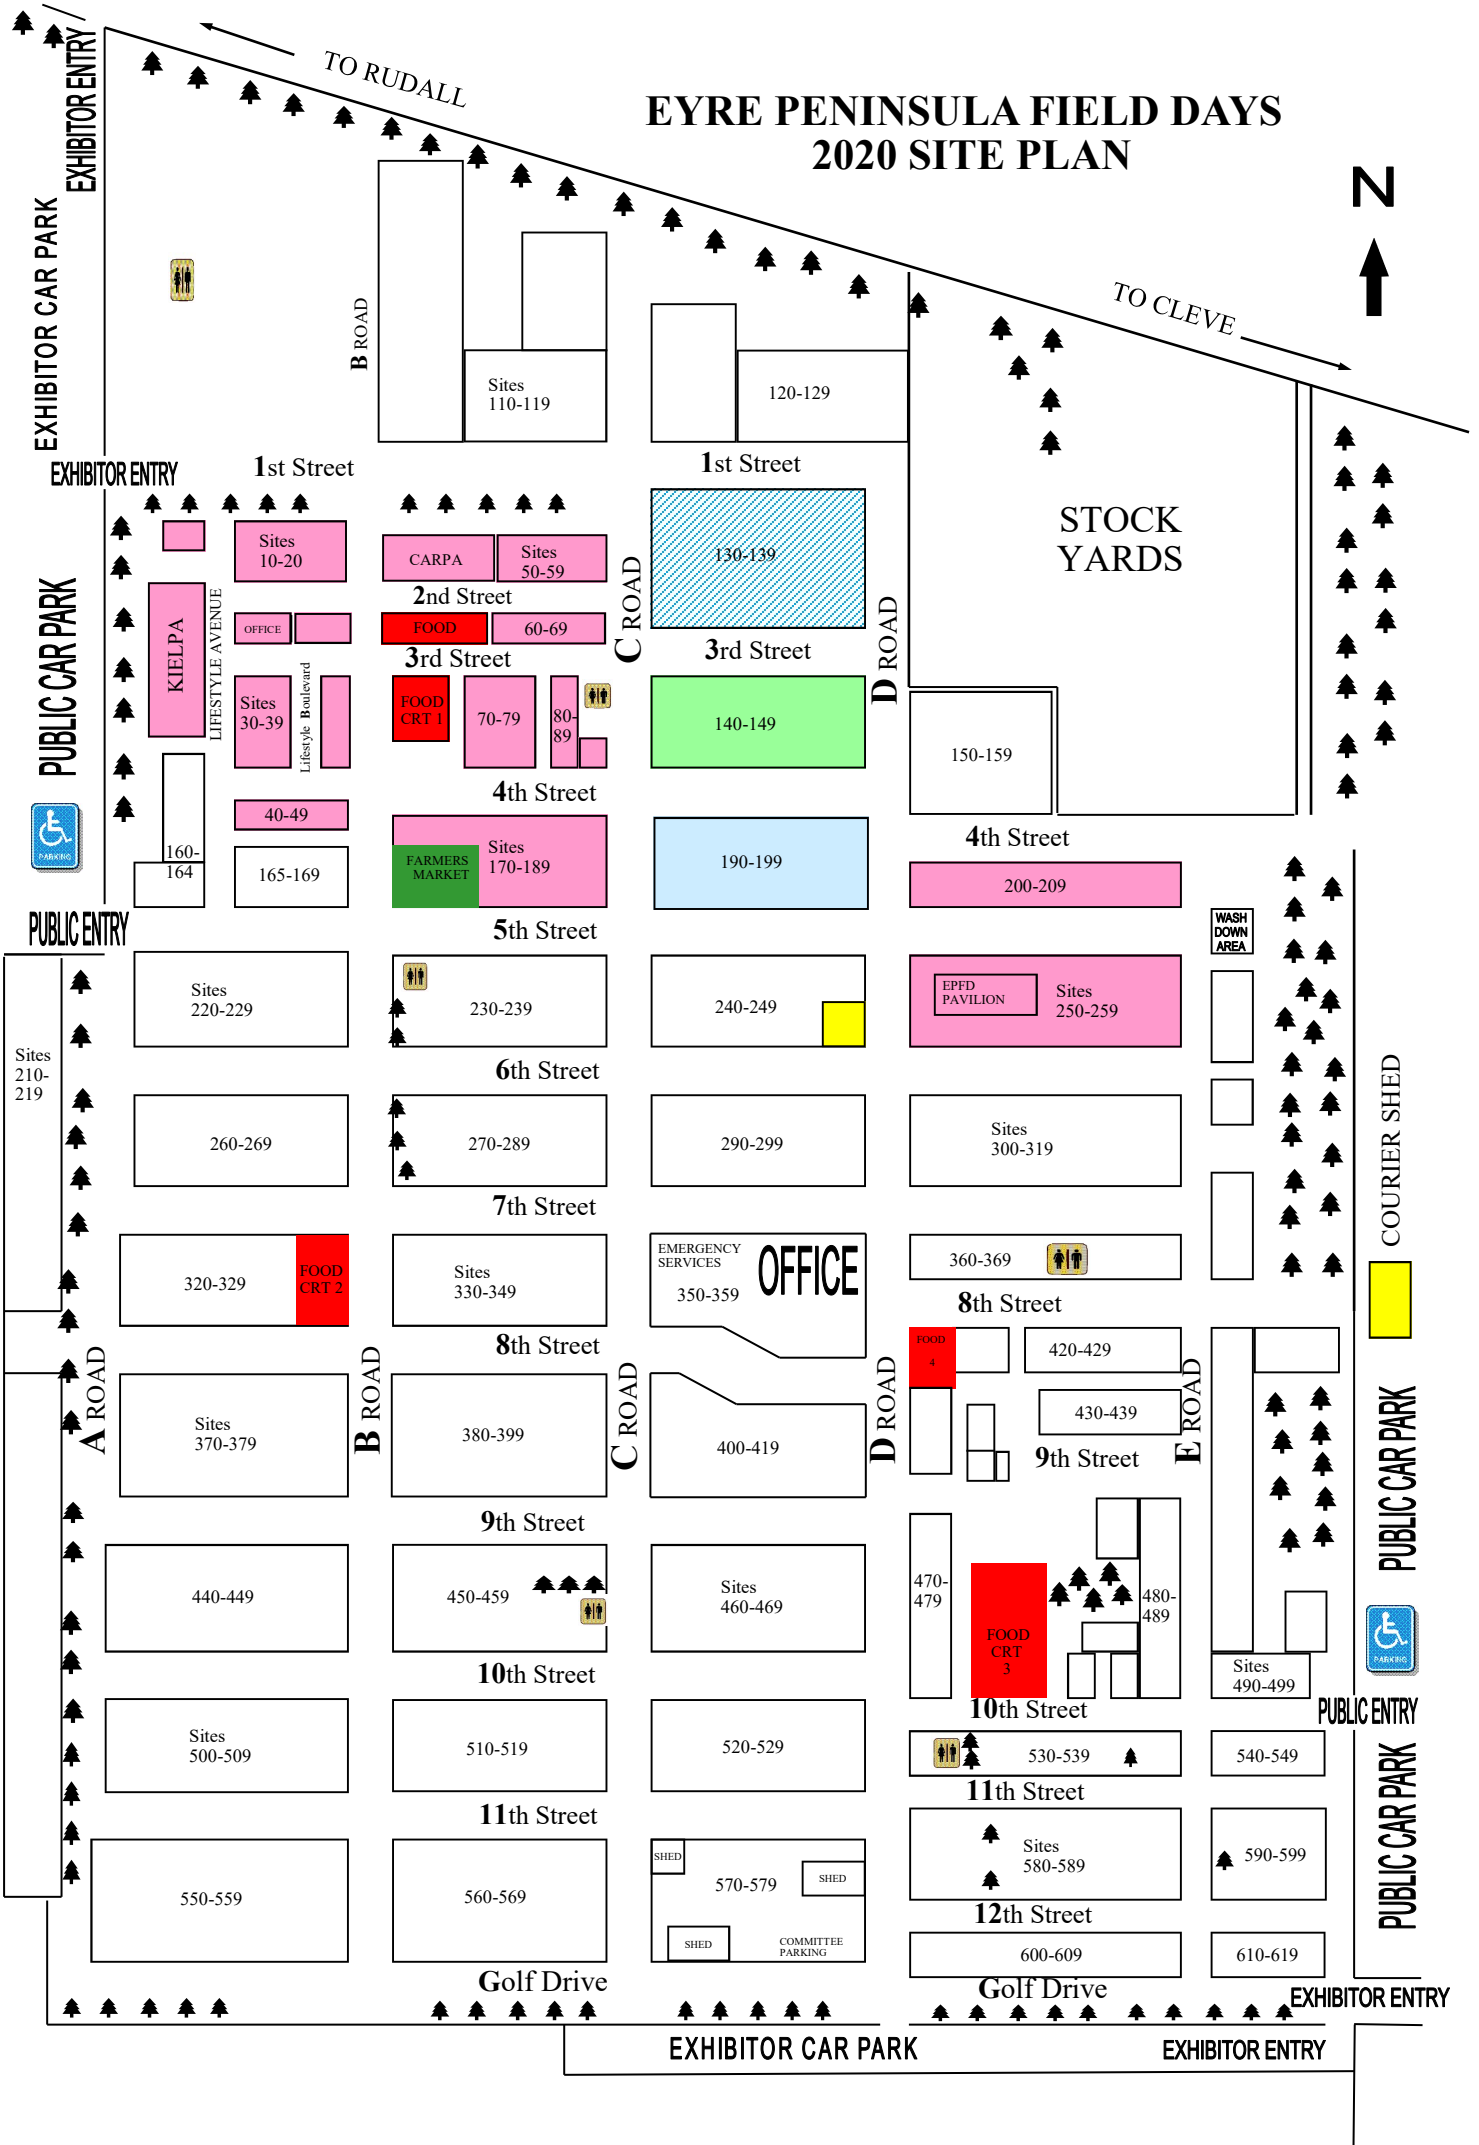 EYRE PENINSULA FIELD DAYS
2020 SITE PLAN
TO RUDALL
TO CLEVE
N
EXHIBITOR ENTRY
EXHIBITOR CAR PARK
B ROAD
Sites
110-119
120-129
EXHIBITOR ENTRY
1st Street
1st Street
STOCK
YARDS
Sites
10-20
CARPA
Sites
50-59
130-139
2nd Street
C ROAD
D ROAD
PUBLIC CAR PARK
KIELPA
LIFESTYLE AVENUE
OFFICE
FOOD
60-69
3rd Street
3rd Street
Sites
30-39
Lifestyle Boulevard
FOOD
CRT 1
70-79
80-
89
140-149
150-159
4th Street
4th Street
40-49
PARKING
160-
164
165-169
FARMERS
MARKET
Sites
170-189
190-199
200-209
PUBLIC ENTRY
5th Street
WASH
DOWN
AREA
Sites
220-229
230-239
240-249
EPFD
PAVILION
Sites
250-259
Sites
210-
219
6th Street
260-269
270-289
290-299
Sites
300-319
COURIER SHED
7th Street
320-329
FOOD
CRT 2
Sites
330-349
EMERGENCY
SERVICES
OFFICE
350-359
360-369
8th Street
8th Street
FOOD
4
420-429
A ROAD
B ROAD
C ROAD
D ROAD
E ROAD
Sites
370-379
380-399
400-419
430-439
9th Street
9th Street
PUBLIC CAR PARK
440-449
450-459
Sites
460-469
470-
479
FOOD
CRT
3
480-
489
PARKING
Sites
490-499
10th Street
10th Street
PUBLIC ENTRY
Sites
500-509
510-519
520-529
530-539
540-549
11th Street
11th Street
PUBLIC CAR PARK
550-559
560-569
SHED
570-579
SHED
SHED
COMMITTEE
PARKING
Sites
580-589
590-599
12th Street
600-609
610-619
Golf Drive
Golf Drive
EXHIBITOR ENTRY
EXHIBITOR CAR PARK
EXHIBITOR ENTRY